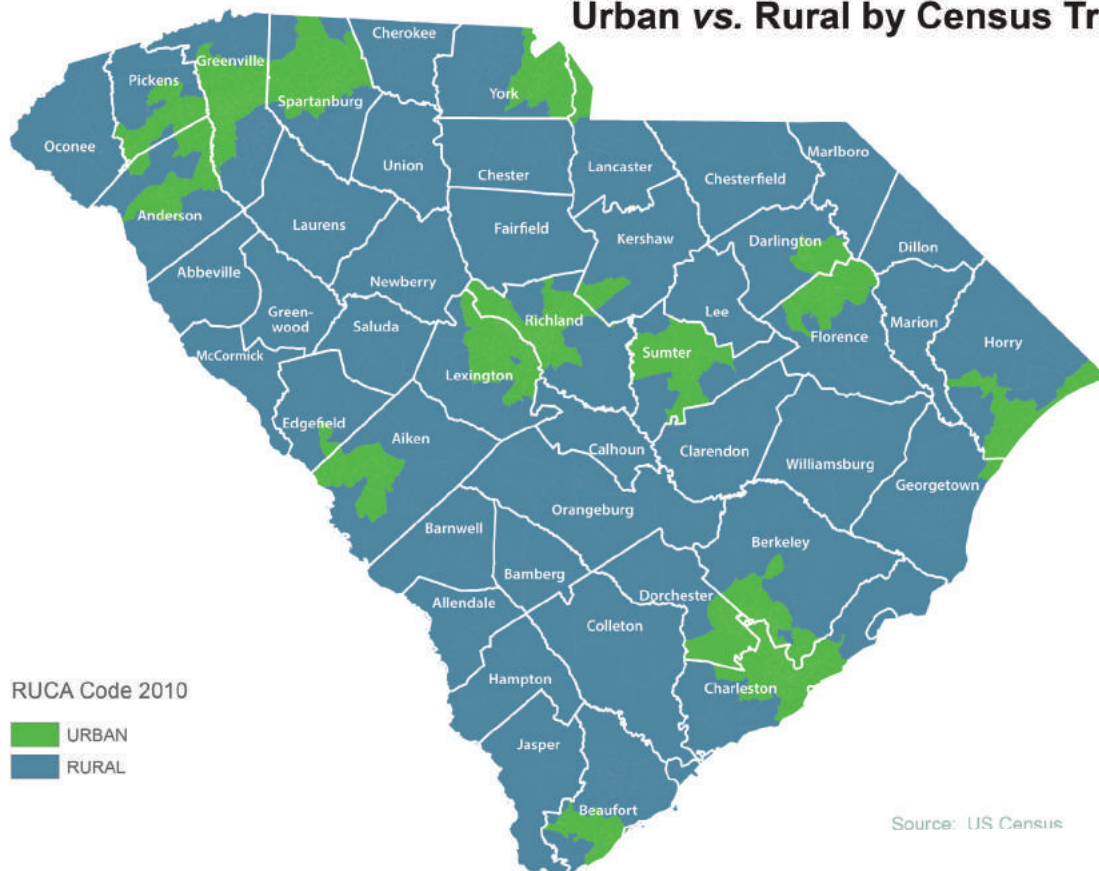 Urban vs. Rural by Census Tr
Cherokee
Greenville
Pickens
York
Spartanburg
Oconee
Marlboro
Union
Lancaster
Chester
Chesterfield
Anderson
Laurens
Fairfield
Kershaw
Darlington
Dillon
Abbeville
Newberry
Green-
wood
Saluda
Richland
Lee
Marion
Florence
Horry
McCormick
Sumter
Lexington
Edgefield
Aiken
Calhoun
Clarendon
Williamsburg
Georgetown
Orangeburg
Barnwell
Berkeley
Bamberg
Allendale
Dorchester
Colleton
Hampton
Charleston
RUCA Code 2010
URBAN
RURAL
Jasper
Beaufort
Source: US Census